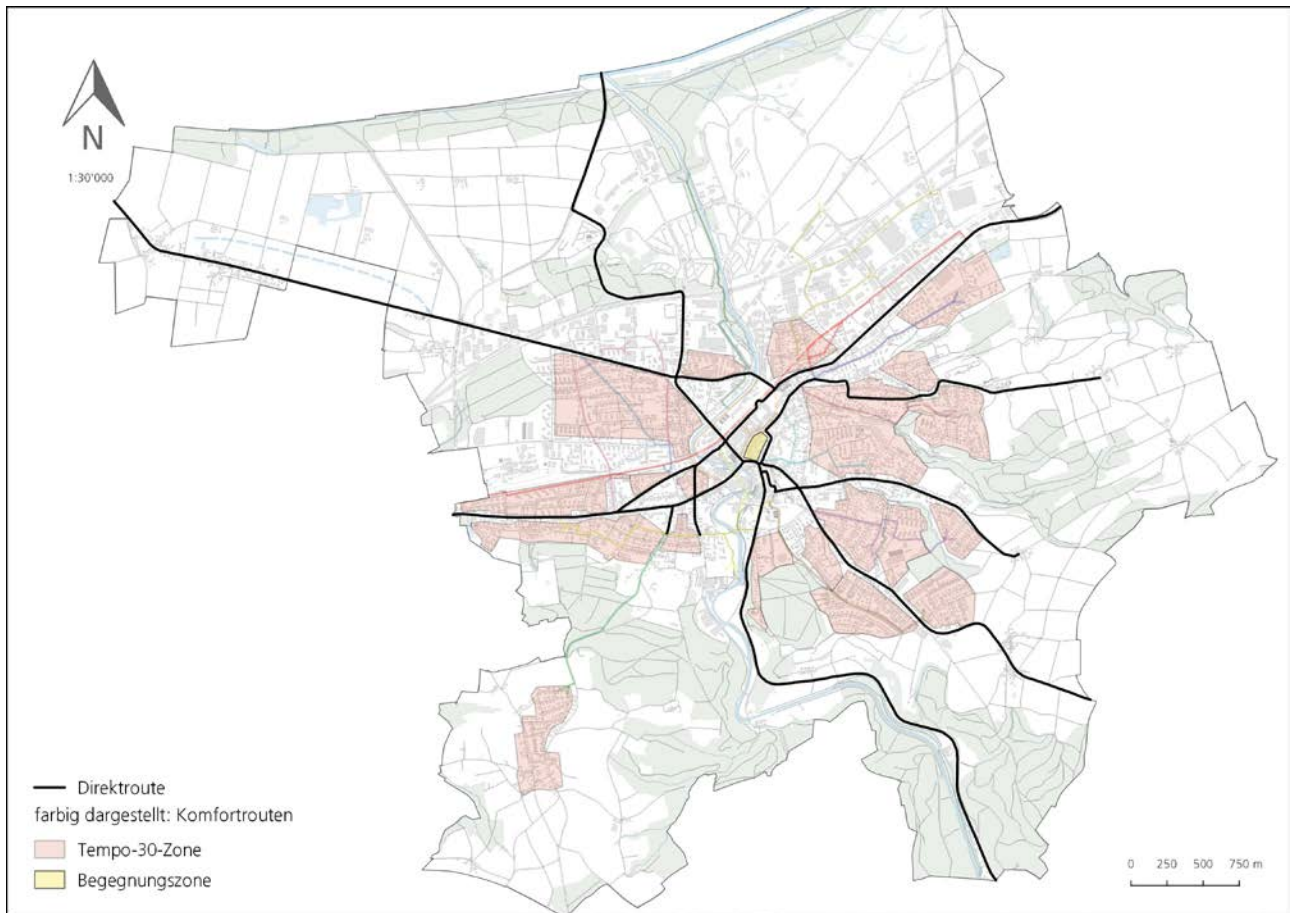 N
1:30'000
Direktroute
farbig dargestellt: Komfortrouten
Tempo-30-Zone
Begegnungszone
0 250 500 750 m